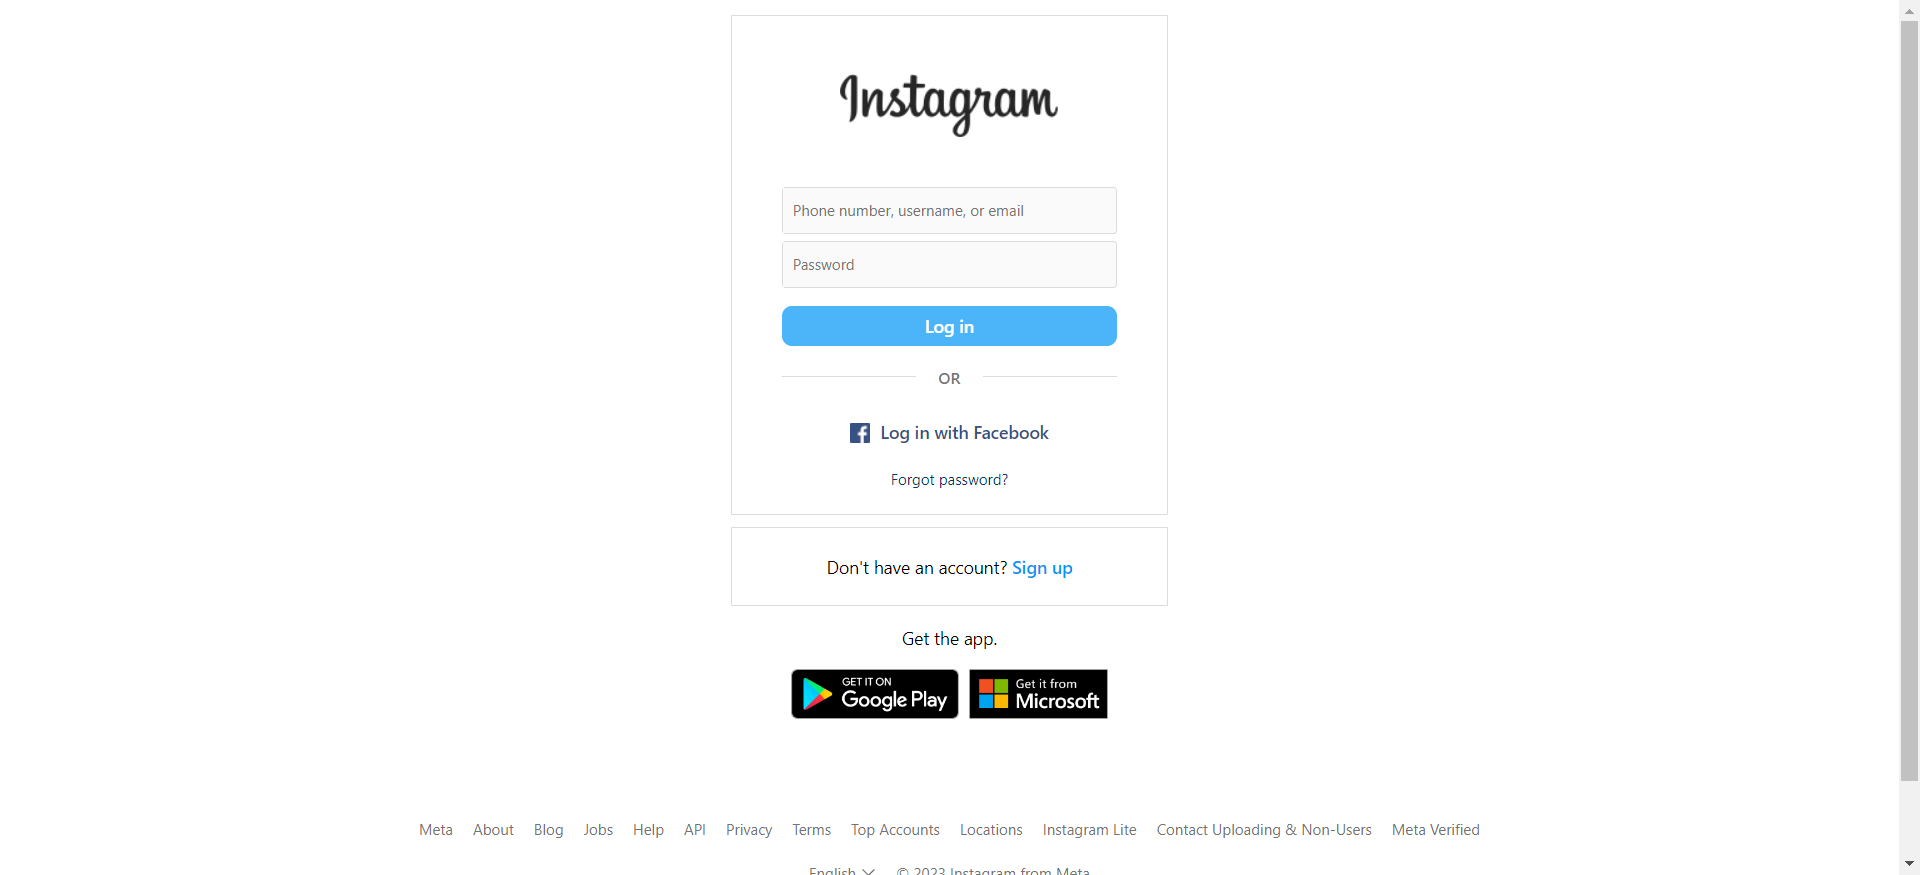 Instagram
Phone number, username, or email
Password
Log in
OR
Log in with Facebook
Forgot password?
Don't have an account? Sign up
Get the app.
GET IT ON
Google Play
Get it from
Microsoft
Meta About Blog Jobs Help API Privacy Terms Top Accounts Locations Instagram Lite Contact Uploading & Non-Users Meta Verified
English © 2023 Instagram from Meta